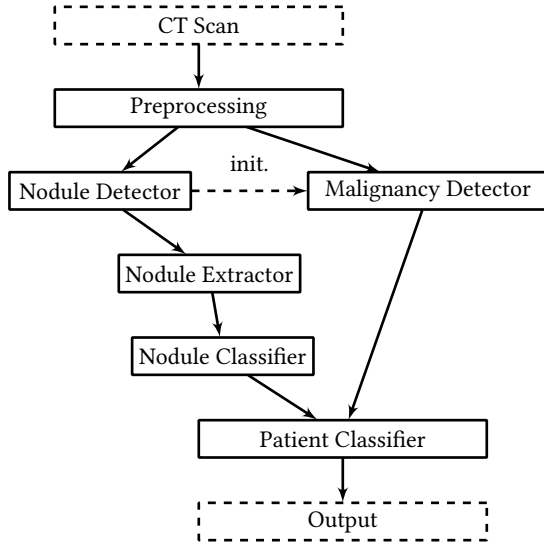 CT Scan
Preprocessing
init.
Nodule Detector
Malignancy Detector
Nodule Extractor
Nodule Classifier
Patient Classifier
Output